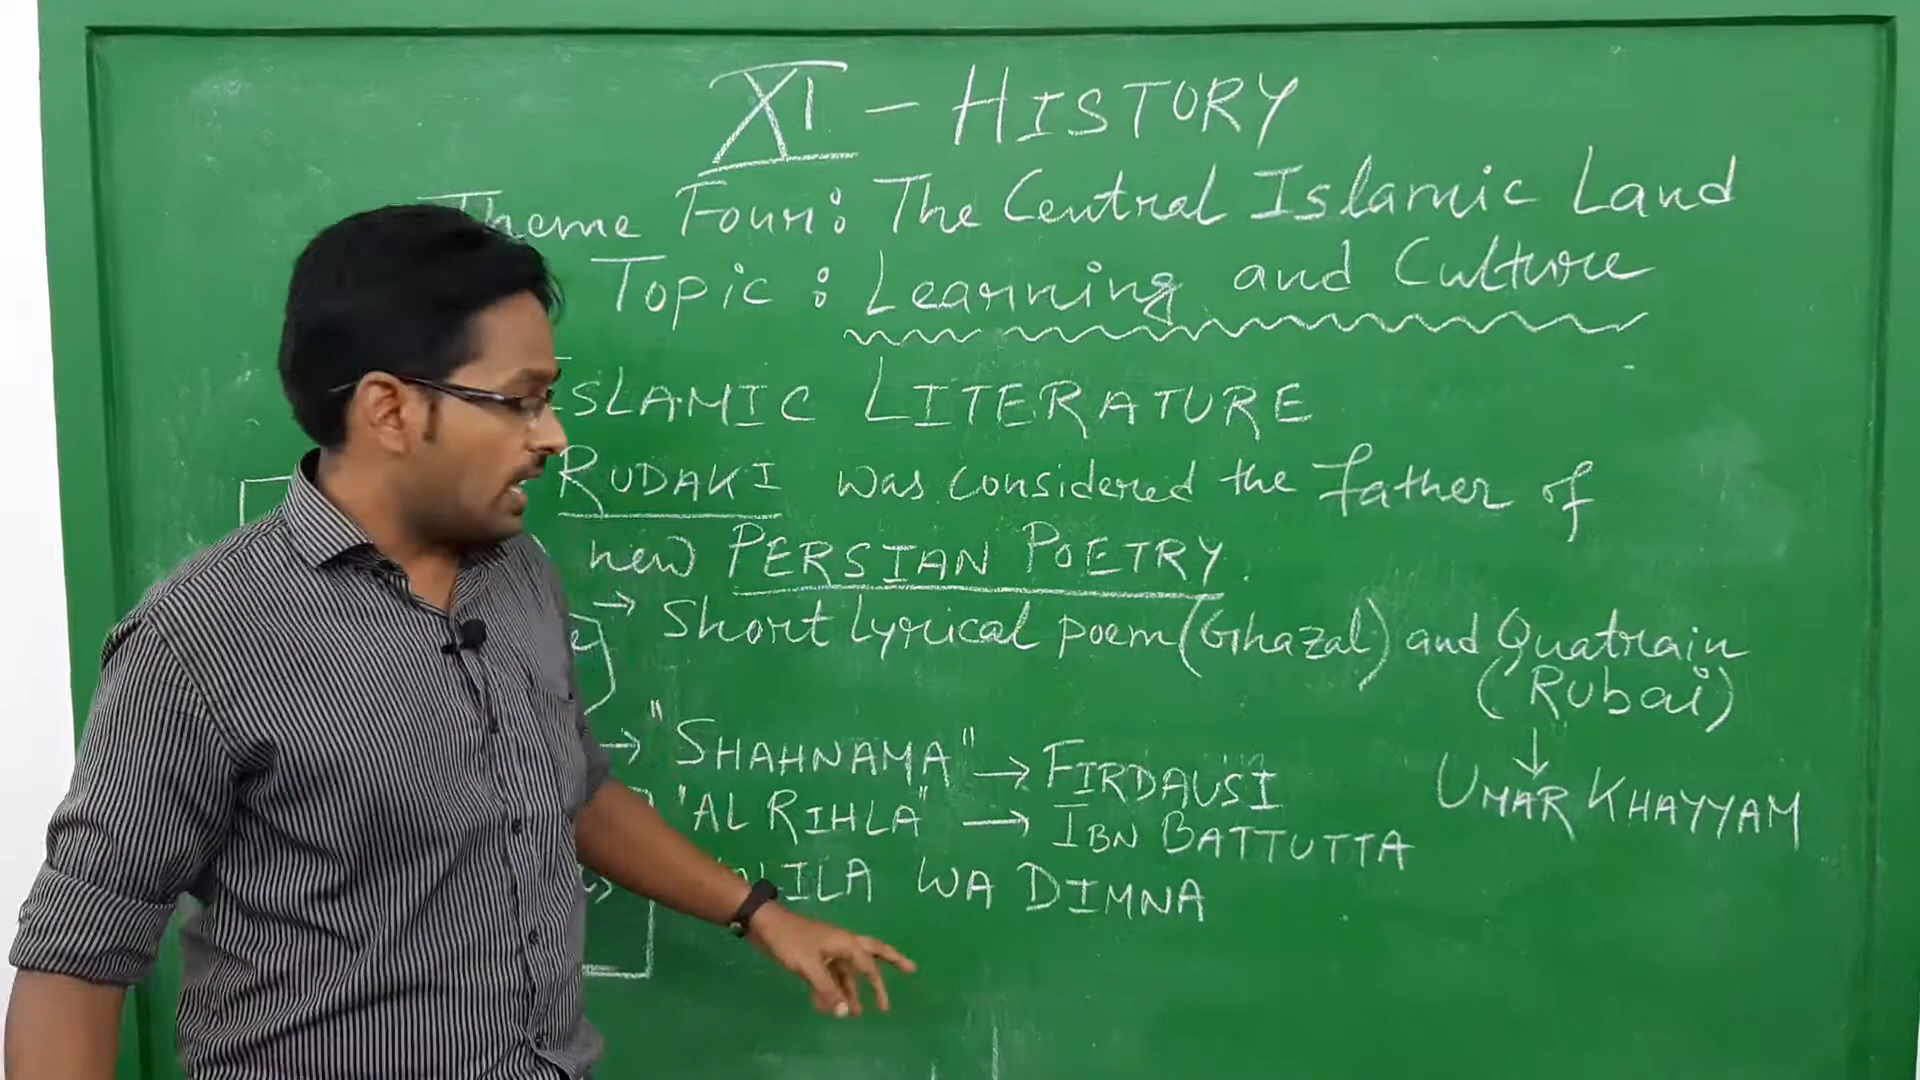 XI - HISTORY
Theme Four: The Central Islamic Land
Topic : Learning and Culture
ISLAMIC LITERATURE
RUDAKI was considered the father of
new PERSIAN POETRY.
→ Short Lyrical poem (Ghazal) and Quatrain
(Rubai)
↓
UMAR KHAYYAM
→ "SHAHNAMA" → FIRDAUSI
"AL RIHLA" → IBN BATTUTTA
WA DIMNA